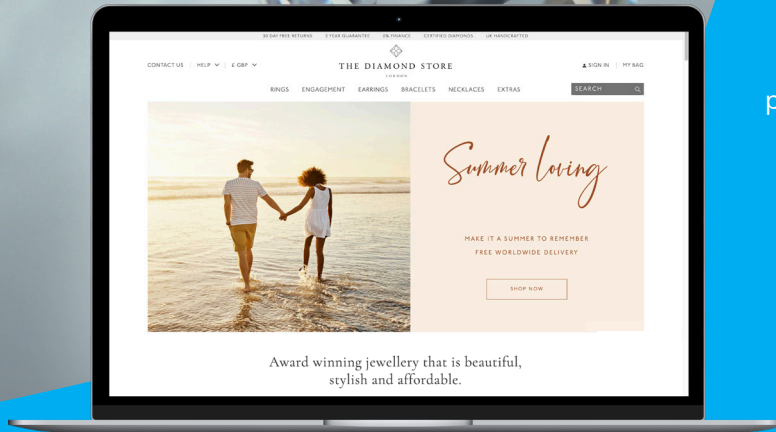 30 DAY FREE RETURNS 2 YEAR GUARANTEE 0% FINANCE CERTIFIED DIAMONDS UK HANDCRAFTED
CONTACT US HELP £ GBP
THE DIAMOND STORE
LONDON
SIGN IN MY BAG
RINGS ENGAGEMENT EARRINGS BRACELETS NECKLACES EXTRAS
SEARCH
Summer loving
MAKE IT A SUMMER TO REMEMBER
FREE WORLDWIDE DELIVERY
SHOP NOW
Award winning jewellery that is beautiful,
stylish and affordable.
p